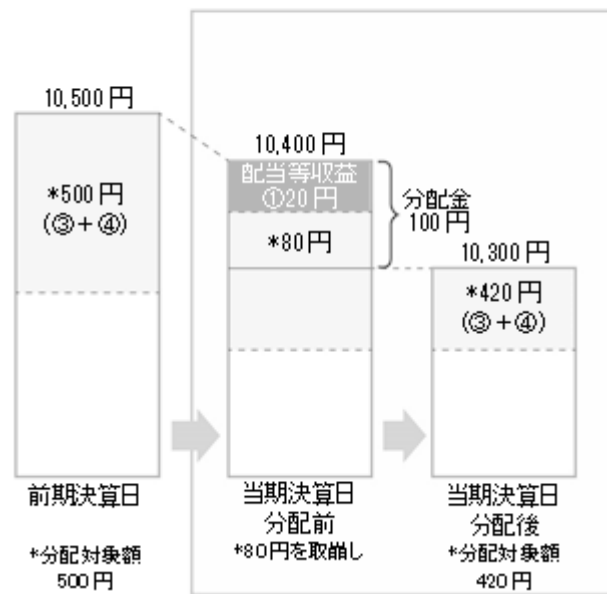 10,500円
*500円
(③+④)
前期決算日
*分配対象額
500円
10,400円
配当等収益
①20円
*80円
分配金
100円
当期決算日
分配前
*80円を取崩し
10,300円
*420円
(③+④)
当期決算日
分配後
*分配対象額
420円